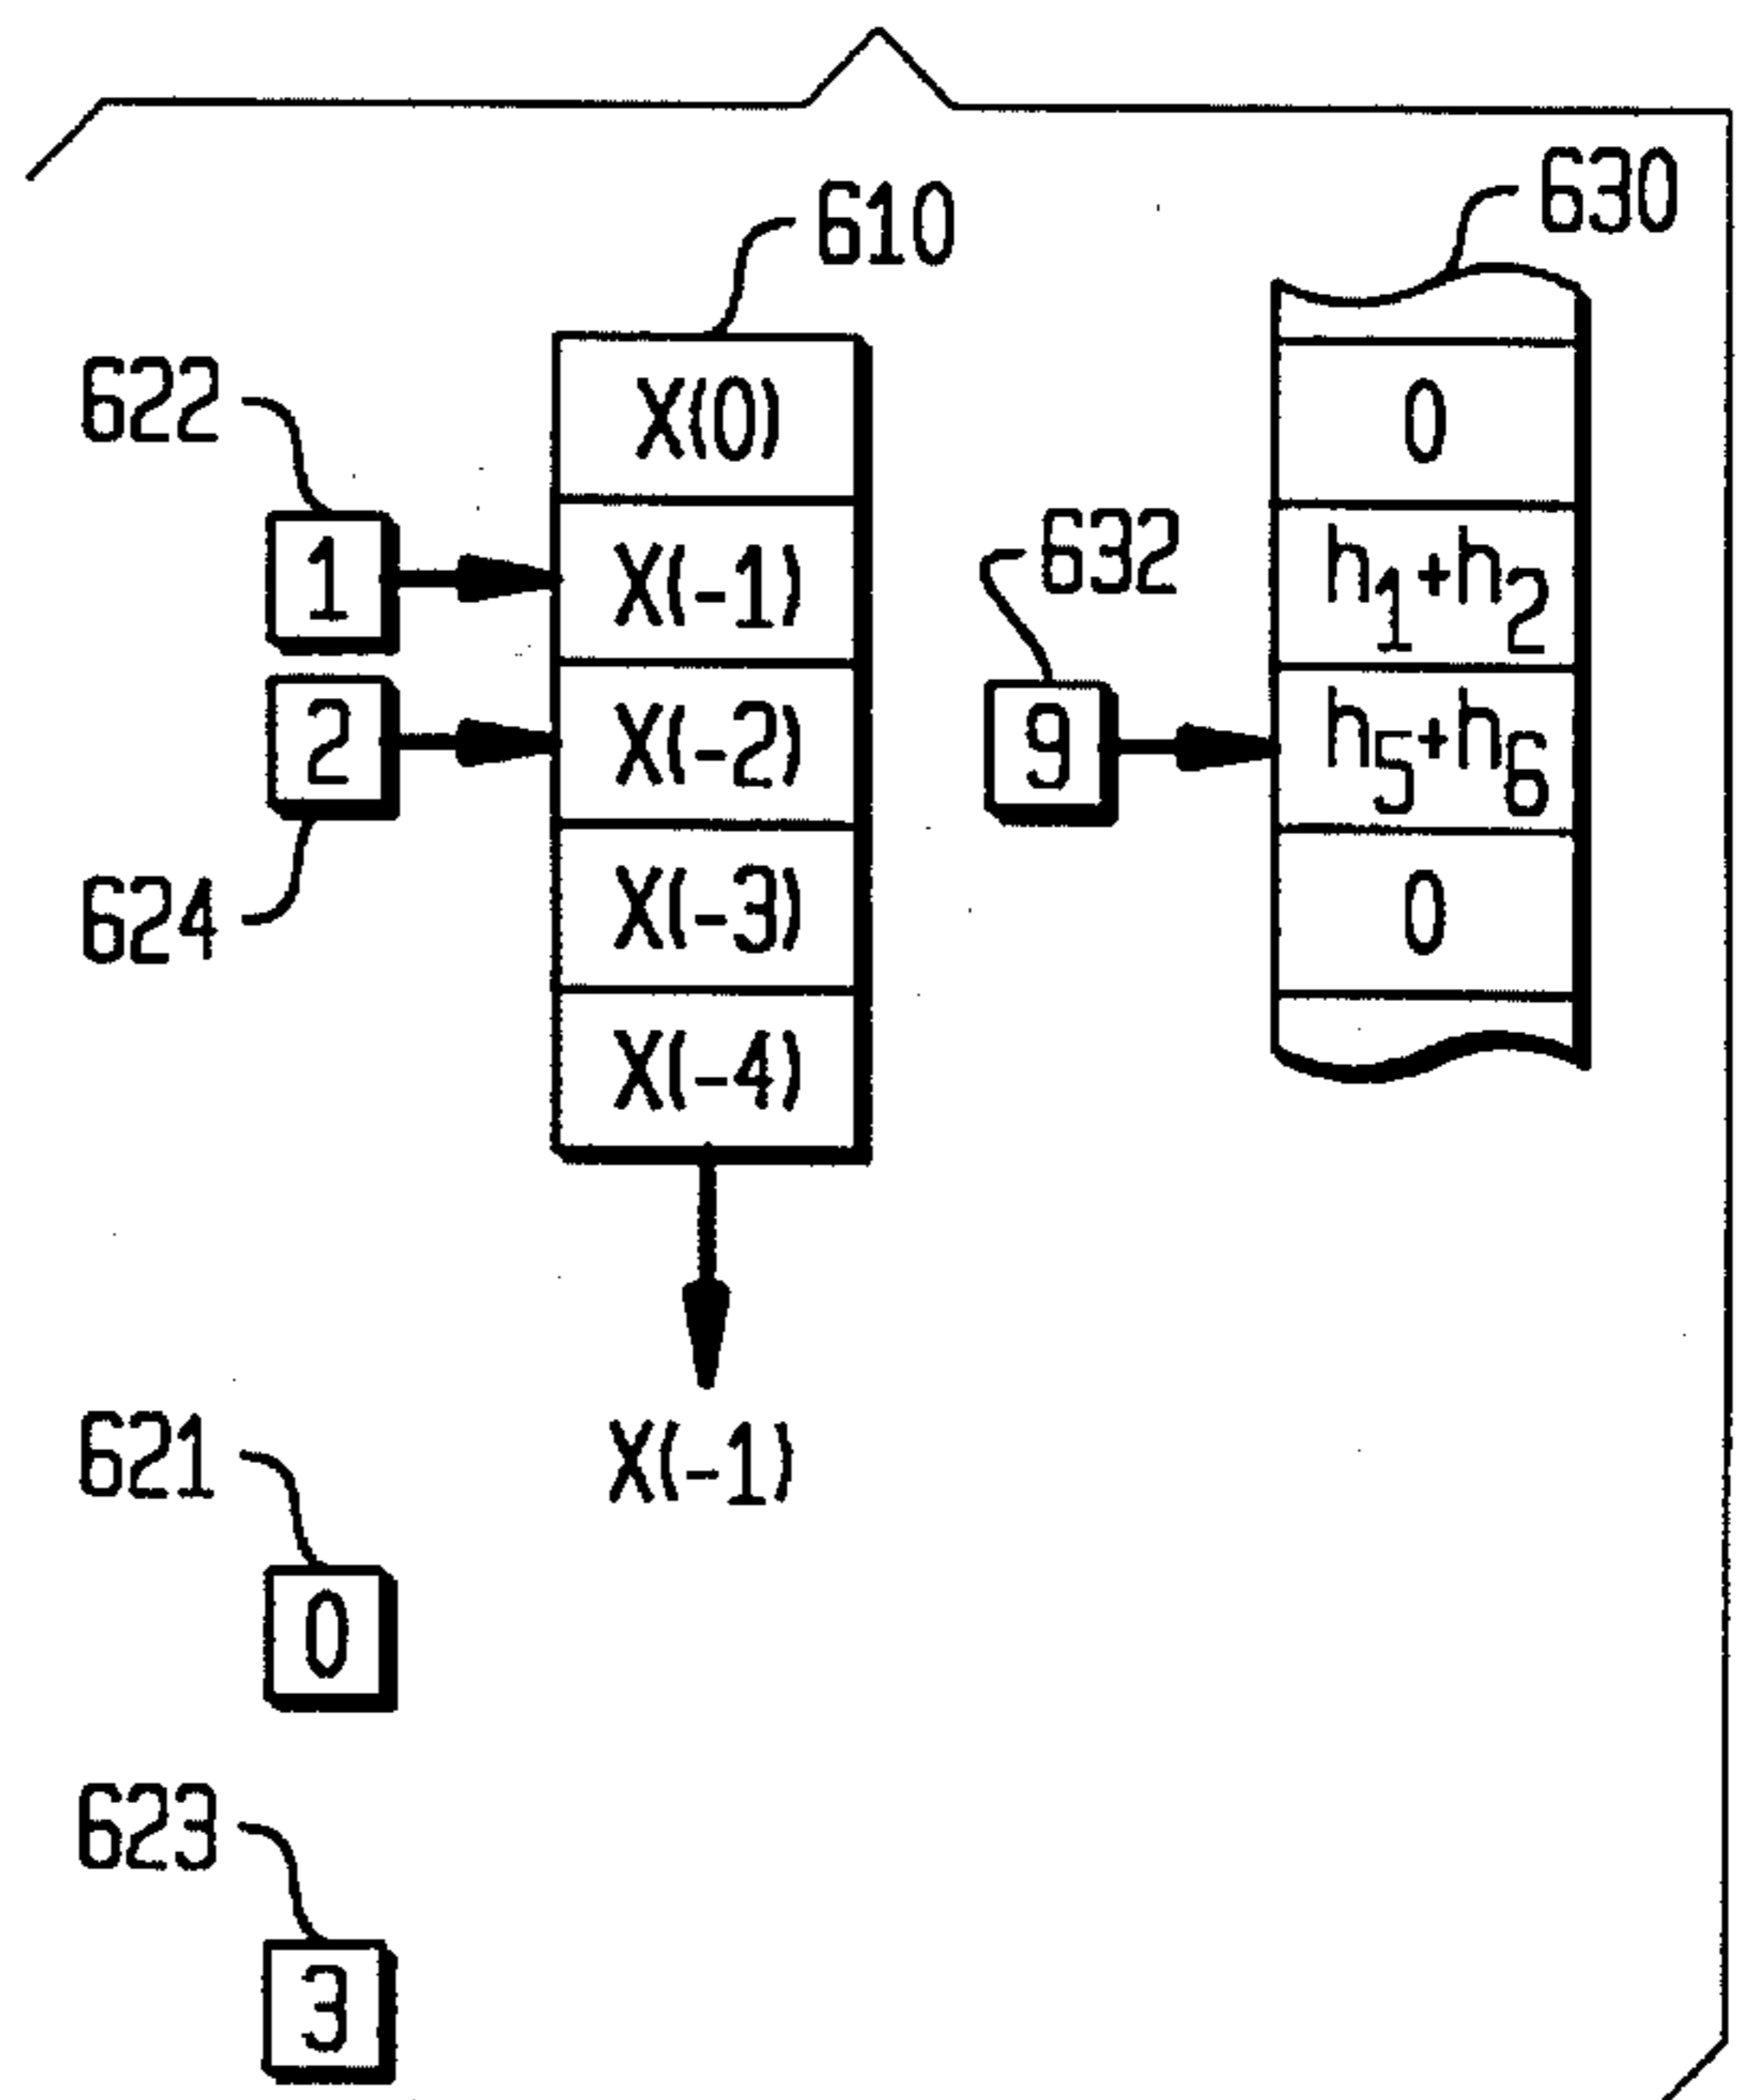 610
630
622
X(0)
0
1
X(-1)
632
h1+h2
2
X(-2)
9
h5+h6
624
X(-3)
0
X(-4)
621
X(-1)
0
623
3